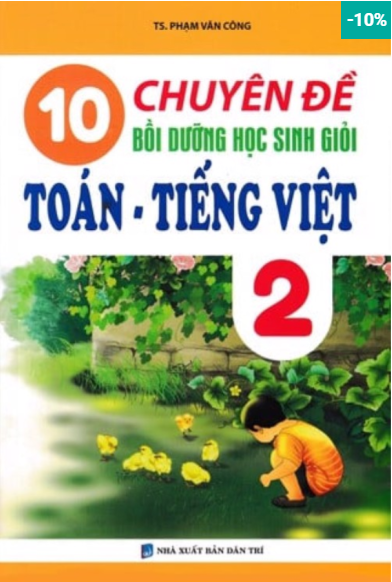 -10%
TS. PHẠM VĂN CÔNG
10
CHUYÊN ĐỀ
BỒI DƯỠNG HỌC SINH GIỎI
TOÁN - TIẾNG VIỆT
2
NHÀ XUẤT BẢN DÂN TRÍ